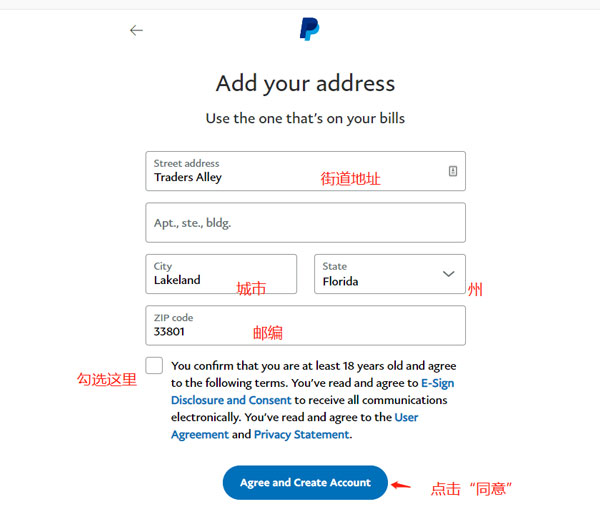 Add your address
Use the one that's on your bills
Street address
Traders Alley
街道地址
Apt., ste., bldg.
City
Lakeland
城市
State
Florida
州
ZIP code
33801
邮编
勾选这里
You confirm that you are at least 18 years old and agree
to the following terms. You've read and agree to E-Sign
Disclosure and Consent to receive all communications
electronically. You've read and agree to the User
Agreement and Privacy Statement.
Agree and Create Account
点击“同意”